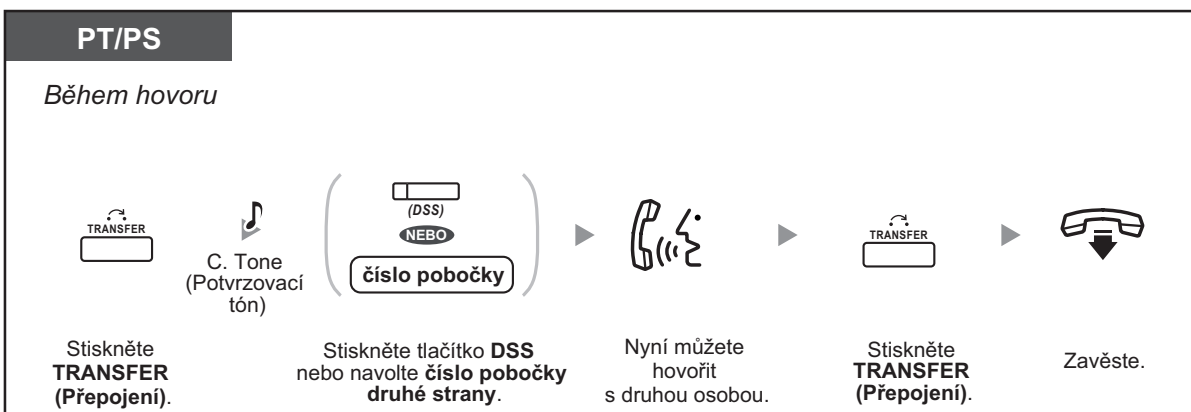 PT/PS
Během hovoru
TRANSFER
C. Tone
(Potvrzovací
tón)
(DSS)
NEBO
číslo pobočky
TRANSFER
Stiskněte
TRANSFER
(Přepojení).
Stiskněte tlačítko DSS
nebo navolte číslo pobočky
druhé strany.
Nyní můžete
hovořit
s druhou osobou.
Stiskněte
TRANSFER
(Přepojení).
Zavěste.